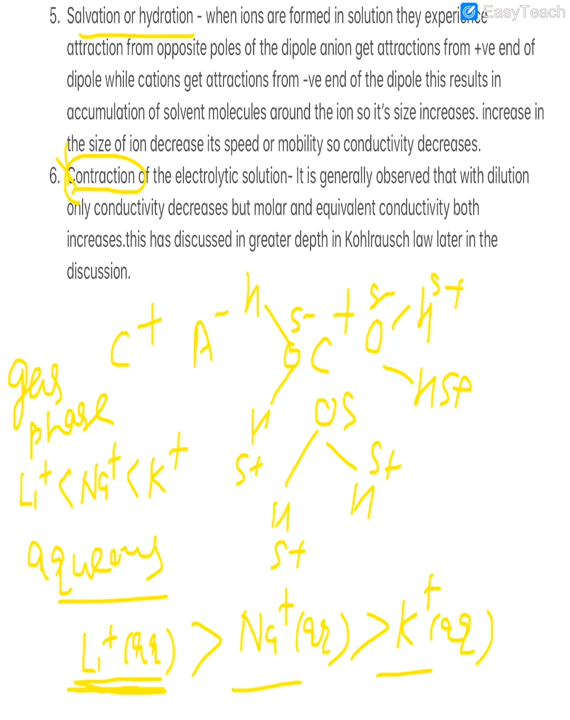 5. Salvation or hydration - when ions are formed in solution they experience
EasyTeach
attraction from opposite poles of the dipole anion get attractions from +ve end of
dipole while cations get attractions from -ve end of the dipole this results in
accumulation of solvent molecules around the ion so it's size increases. increase in
the size of ion decrease its speed or mobility so conductivity decreases.
6. Contraction of the electrolytic solution- It is generally observed that with dilution
only conductivity decreases but molar and equivalent conductivity both
increases.this has discussed in greater depth in Kohlrausch law later in the
discussion.
C+ A- H δ- O C+ δ- O H δ+
H δ+
gas
phase
H δ+ Oδ-
Li+ < Na+ < K+
H δ+ H δ+
aqueous
Li+(aq) > Na+(aq) > K+(aq)